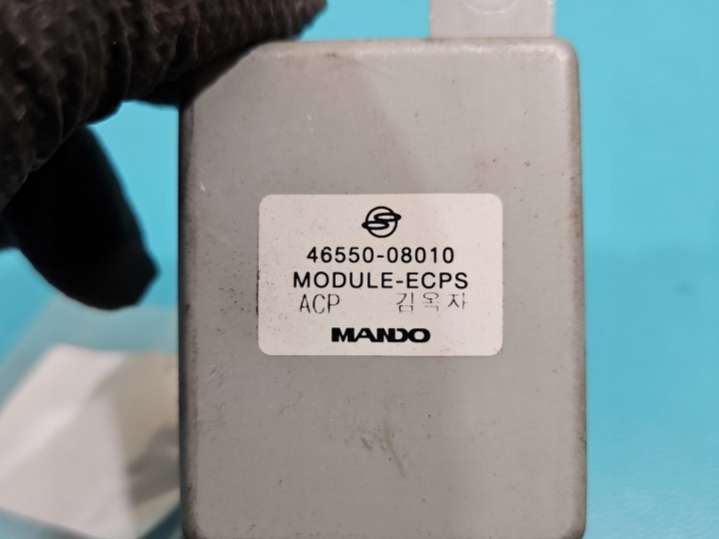 46550-08010
MODULE-ECPS
ACP 김옥자
MANDO